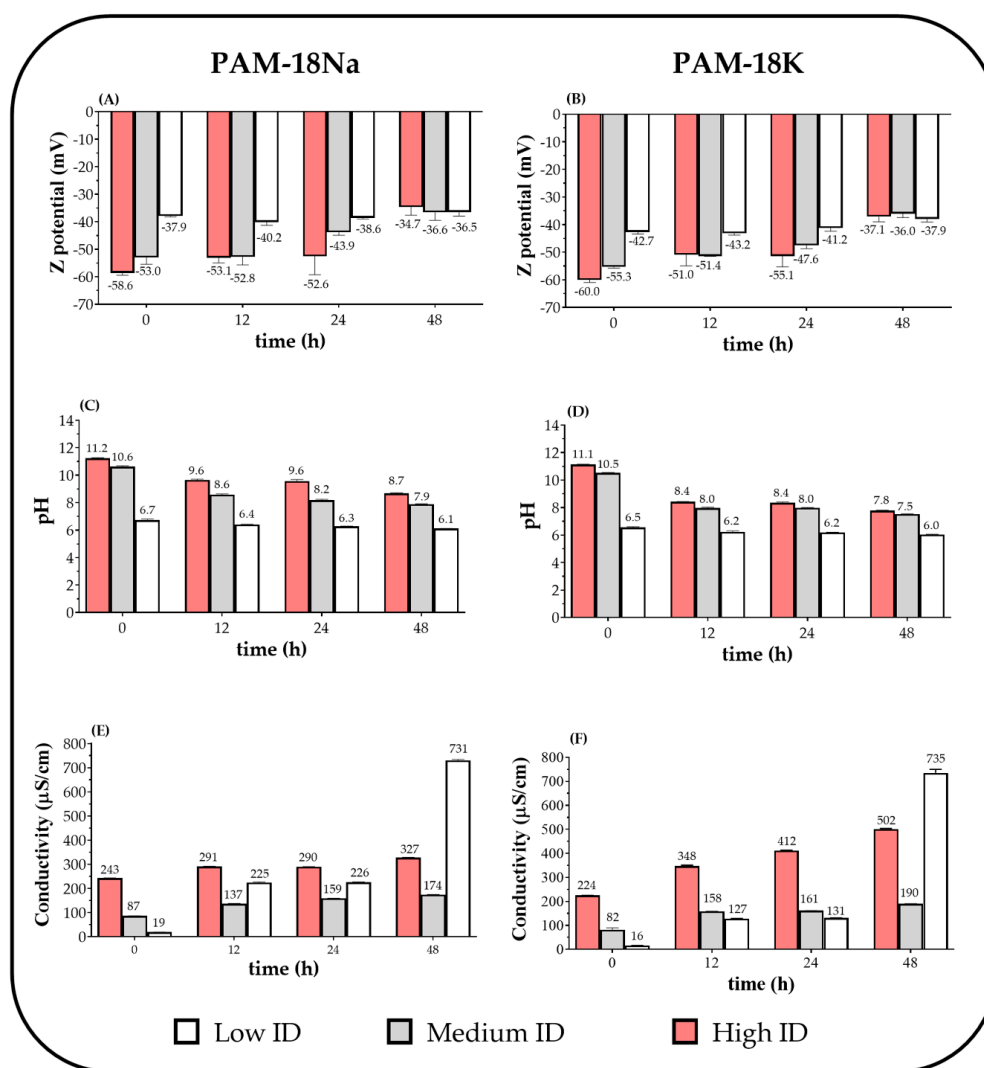 PAM-18Na PAM-18K
(A)
Z potential (mV)
0
-10
-20
-30
-40
-50
-60
-70
-58.6 -53.0 -37.9 -53.1 -52.8 -40.2 -52.6 -43.9 -38.6 -34.7 -36.6 -36.5
0 12 24 48
time (h)
(B)
Z potential (mV)
0
-10
-20
-30
-40
-50
-60
-70
-60.0 -55.3 -42.7 -51.0 -51.4 -43.2 -55.1 -47.6 -41.2 -37.1 -36.0 -37.9
0 12 24 48
time (h)
(C)
pH
14
12
10
8
6
4
2
0
11.2 10.6 6.7 9.6 8.6 6.4 9.6 8.2 6.3 8.7 7.9 6.1
0 12 24 48
time (h)
(D)
pH
14
12
10
8
6
4
2
0
11.1 10.5 6.5 8.4 8.0 6.2 8.4 8.0 6.2 7.8 7.5 6.0
0 12 24 48
time (h)
(E)
Conductivity (µS/cm)
800
700
600
500
400
300
200
100
0
243 87 19 291 137 225 290 159 226 327 174 731
0 12 24 48
time (h)
(F)
Conductivity (µS/cm)
800
700
600
500
400
300
200
100
0
224 82 16 348 158 127 412 161 131 502 190 735
0 12 24 48
time (h)
Low ID Medium ID High ID